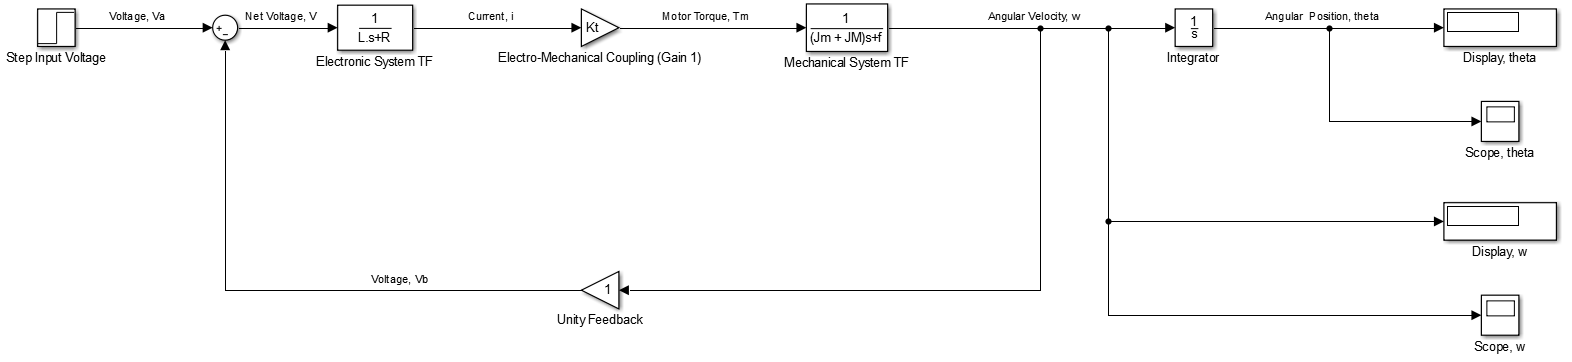 Voltage, Va
Net Voltage, V
1
L.s+R
Current, i
Kt
Motor Torque, Tm
1
(Jm + JM)s+f
Angular Velocity, w
1
s
Angular Position, theta
+
−
Step Input Voltage
Electronic System TF
Electro-Mechanical Coupling (Gain 1)
Mechanical System TF
Integrator
Display, theta
Scope, theta
Display, w
Voltage, Vb
1
Unity Feedback
Scope, w